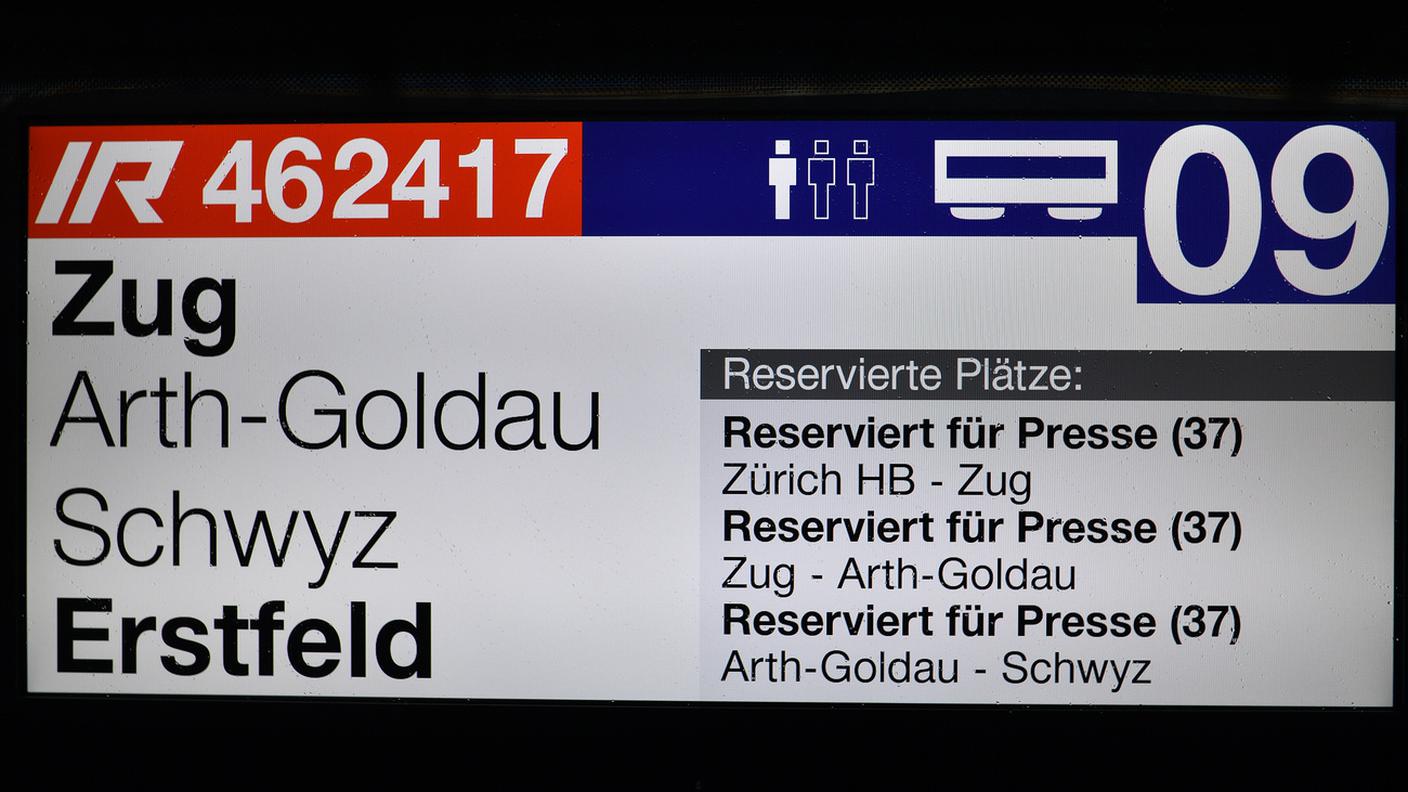 IR 462417
09
Zug
Arth-Goldau
Schwyz
Erstfeld
Reservierte Plätze:
Reserviert für Presse (37)
Zürich HB - Zug
Reserviert für Presse (37)
Zug - Arth-Goldau
Reserviert für Presse (37)
Arth-Goldau - Schwyz